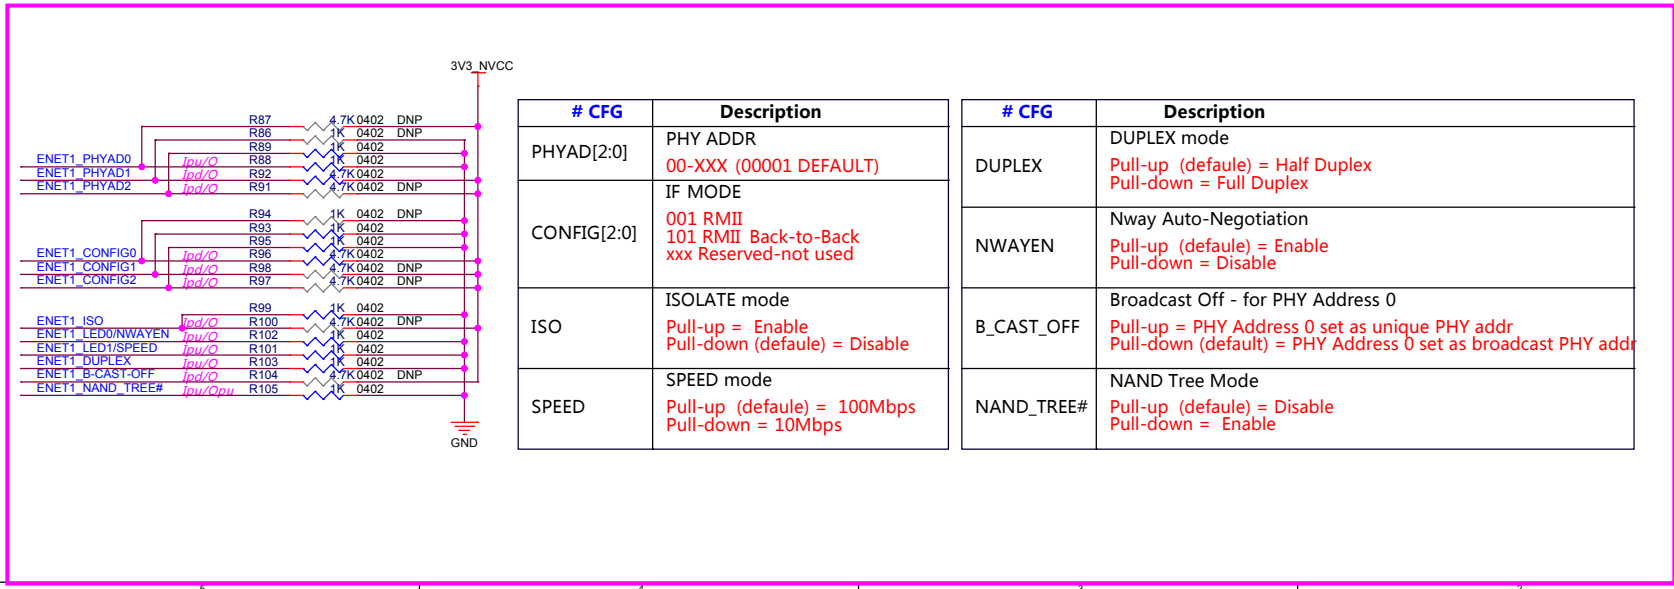 3V3_NVCC
R87 4.7K 0402 DNP
R86 1K 0402 DNP
R89 1K 0402
ENET1_PHYAD0 Ipu/O R88 1K 0402
ENET1_PHYAD1 Ipd/O R92 4.7K 0402
ENET1_PHYAD2 Ipd/O R91 4.7K 0402 DNP
R94 1K 0402 DNP
R93 1K 0402
R95 1K 0402
ENET1_CONFIG0 Ipd/O R96 4.7K 0402
ENET1_CONFIG1 Ipd/O R98 4.7K 0402 DNP
ENET1_CONFIG2 Ipd/O R97 4.7K 0402 DNP
R99 1K 0402
ENET1_ISO Ipd/O R100 4.7K 0402 DNP
ENET1_LED0/NWAYEN Ipu/O R102 1K 0402
ENET1_LED1/SPEED Ipu/O R101 1K 0402
ENET1_DUPLEX Ipu/O R103 1K 0402
ENET1_B-CAST-OFF Ipd/O R104 4.7K 0402 DNP
ENET1_NAND_TREE# Ipu/Opu R105 1K 0402
GND
# CFG Description
PHYAD[2:0]
PHY ADDR
00-XXX (00001 DEFAULT)
CONFIG[2:0]
IF MODE
001 RMII
101 RMII Back-to-Back
xxx Reserved-not used
ISO
ISOLATE mode
Pull-up = Enable
Pull-down (defaule) = Disable
SPEED
SPEED mode
Pull-up (defaule) = 100Mbps
Pull-down = 10Mbps
# CFG Description
DUPLEX
DUPLEX mode
Pull-up (defaule) = Half Duplex
Pull-down = Full Duplex
NWAYEN
Nway Auto-Negotiation
Pull-up (defaule) = Enable
Pull-down = Disable
B_CAST_OFF
Broadcast Off - for PHY Address 0
Pull-up = PHY Address 0 set as unique PHY addr
Pull-down (default) = PHY Address 0 set as broadcast PHY addr
NAND_TREE#
NAND Tree Mode
Pull-up (defaule) = Disable
Pull-down = Enable